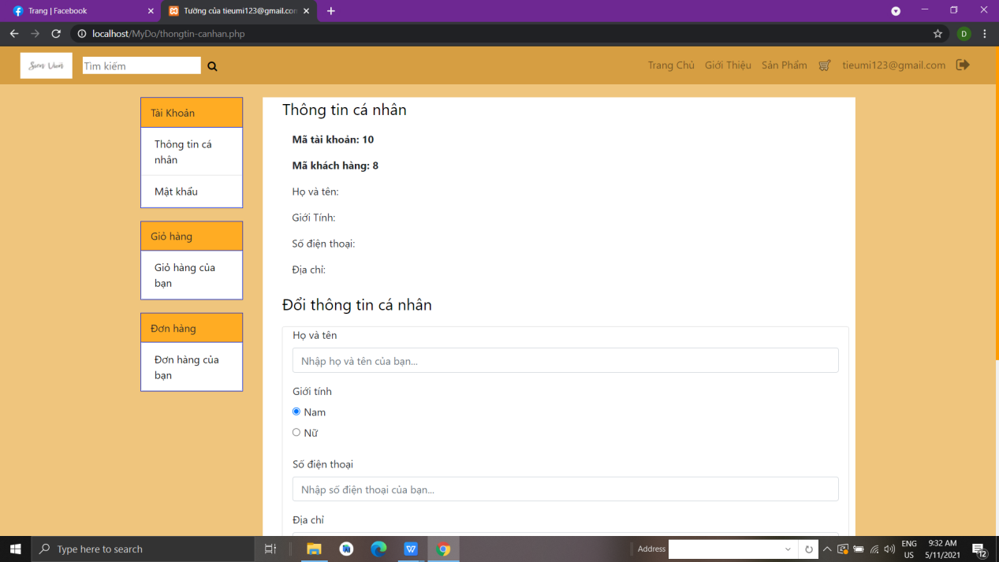 Trang | Facebook
Tường của tieumi123@gmail.com
localhost/MyDo/thongtin-canhan.php
D
Sven Vwn
Tìm kiếm
Trang Chủ
Giới Thiệu
Sản Phẩm
tieumi123@gmail.com
Tài Khoản
Thông tin cá
nhân
Mật khẩu
Giỏ hàng
Giỏ hàng của
bạn
Đơn hàng
Đơn hàng của
bạn
Thông tin cá nhân
Mã tài khoản: 10
Mã khách hàng: 8
Họ và tên:
Giới Tính:
Số điện thoại:
Địa chỉ:
Đổi thông tin cá nhân
Họ và tên
Nhập họ và tên của bạn...
Giới tính
Nam
Nữ
Số điện thoại
Nhập số điện thoại của bạn...
Địa chỉ
Type here to search
Address
ENG
US
9:32 AM
5/11/2021
12